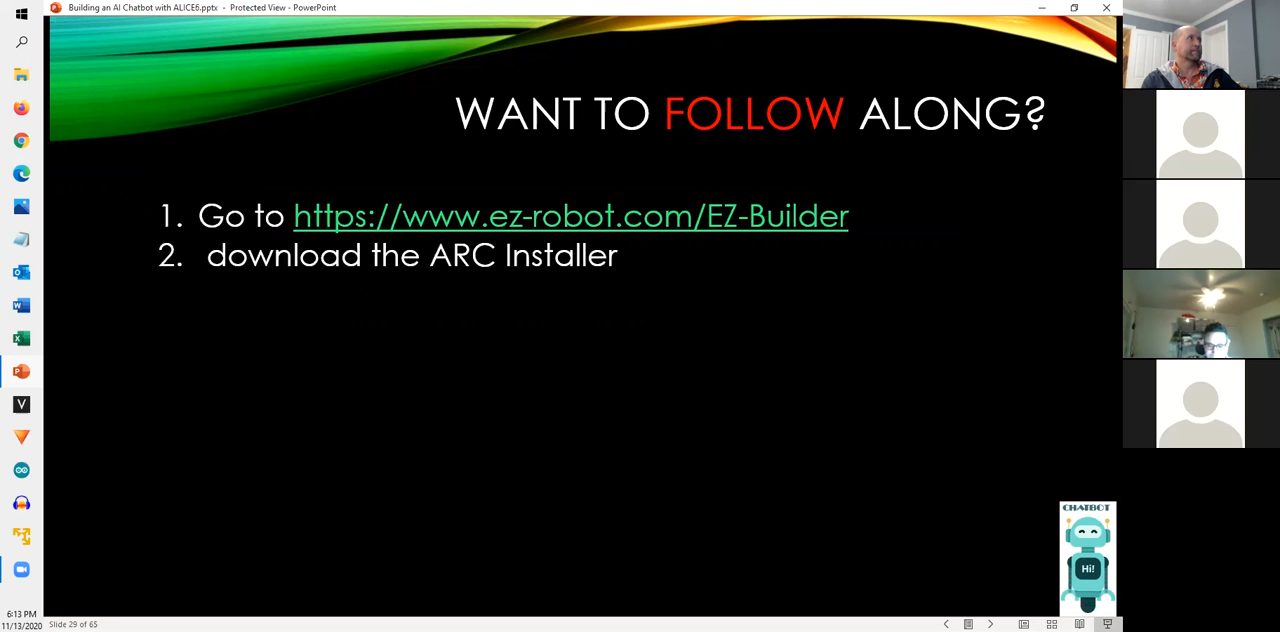 Building an AI Chatbot with ALICE6.pptx - Protected View - PowerPoint
WANT TO FOLLOW ALONG?
1. Go to https://www.ez-robot.com/EZ-Builder
2. download the ARC Installer
CHATBOT
Hi!
6:13 PM
11/13/2020
Slide 29 of 65